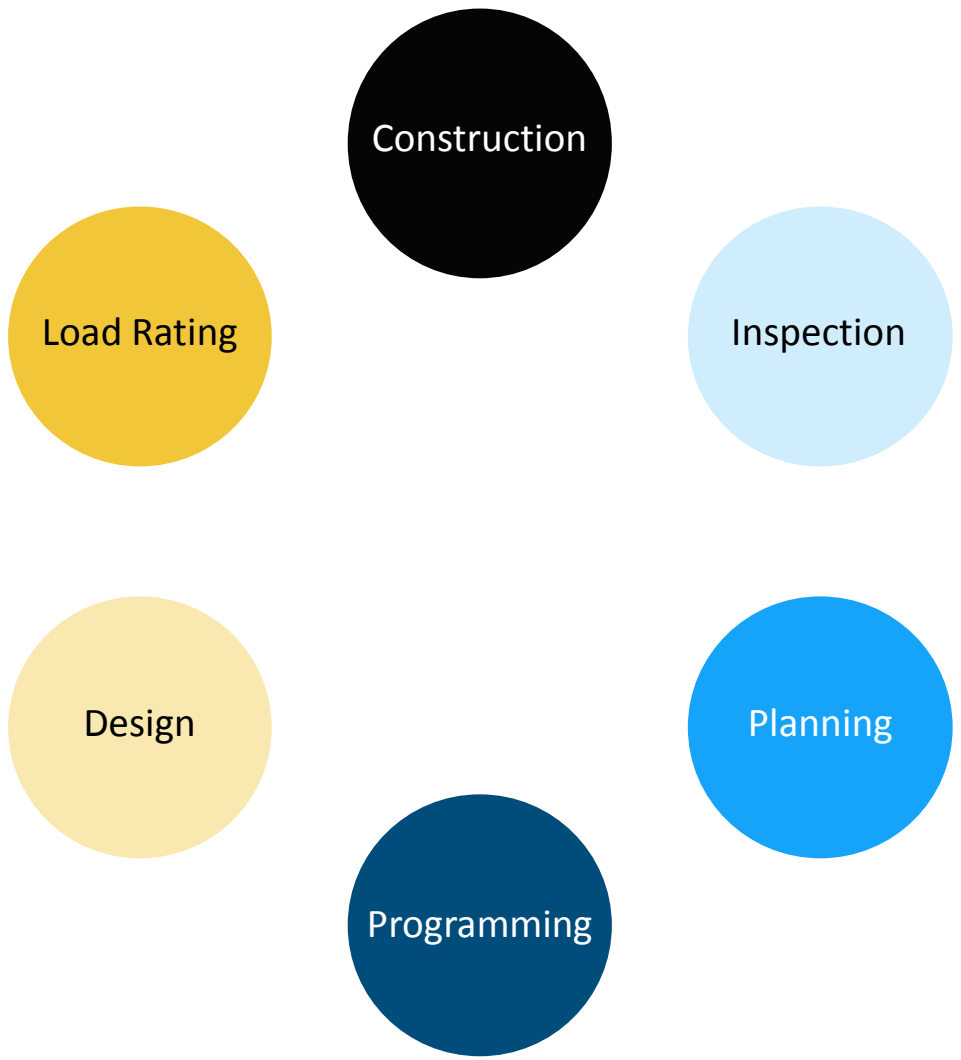 Construction
Inspection
Planning
Programming
Design
Load Rating